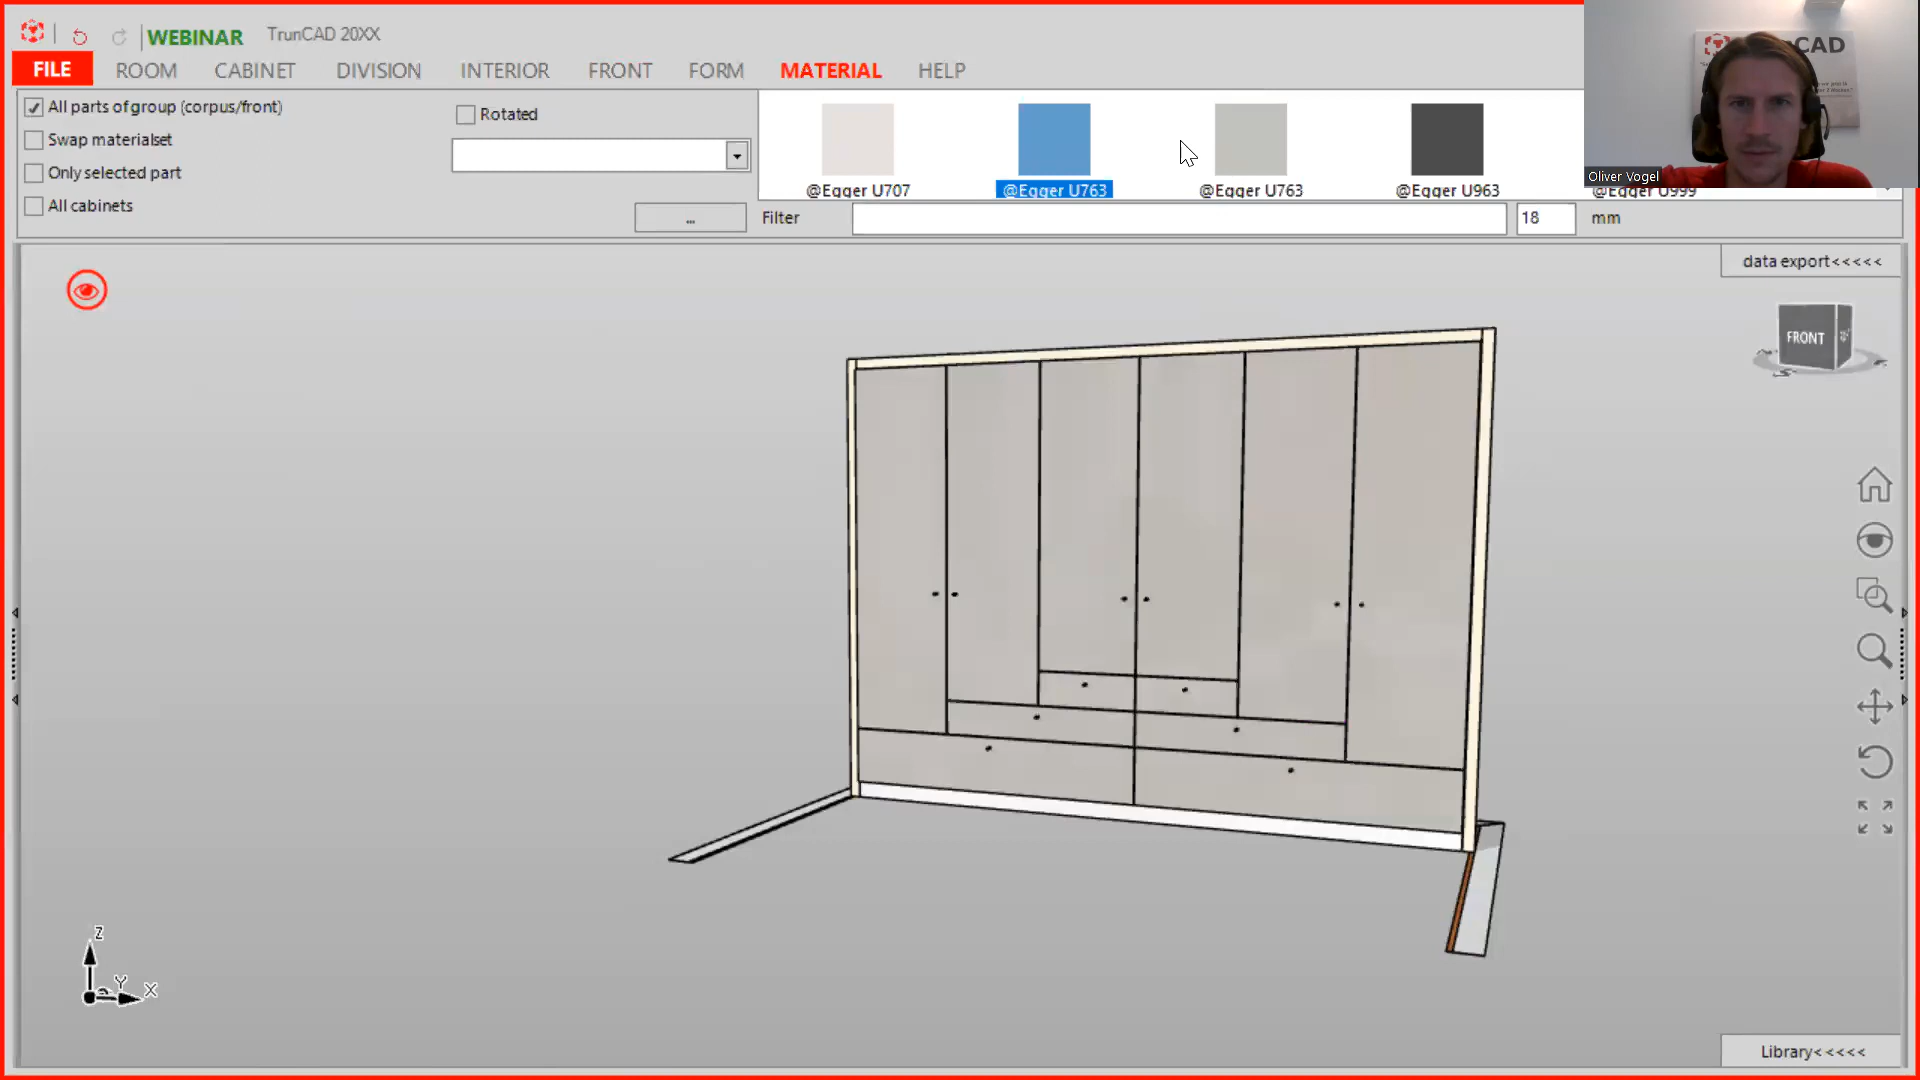 WEBINAR TrunCAD 20XX
FILE ROOM CABINET DIVISION INTERIOR FRONT FORM MATERIAL HELP
All parts of group (corpus/front)
Swap materialset
Only selected part
All cabinets
Rotated
...
@Egger U707 @Egger U763 @Egger U763 @Egger U963 @Egger U999
Filter 18 mm
CAD
Oliver Vogel
data export<<<<<
FRONT
Z
Y
X
Library<<<<<